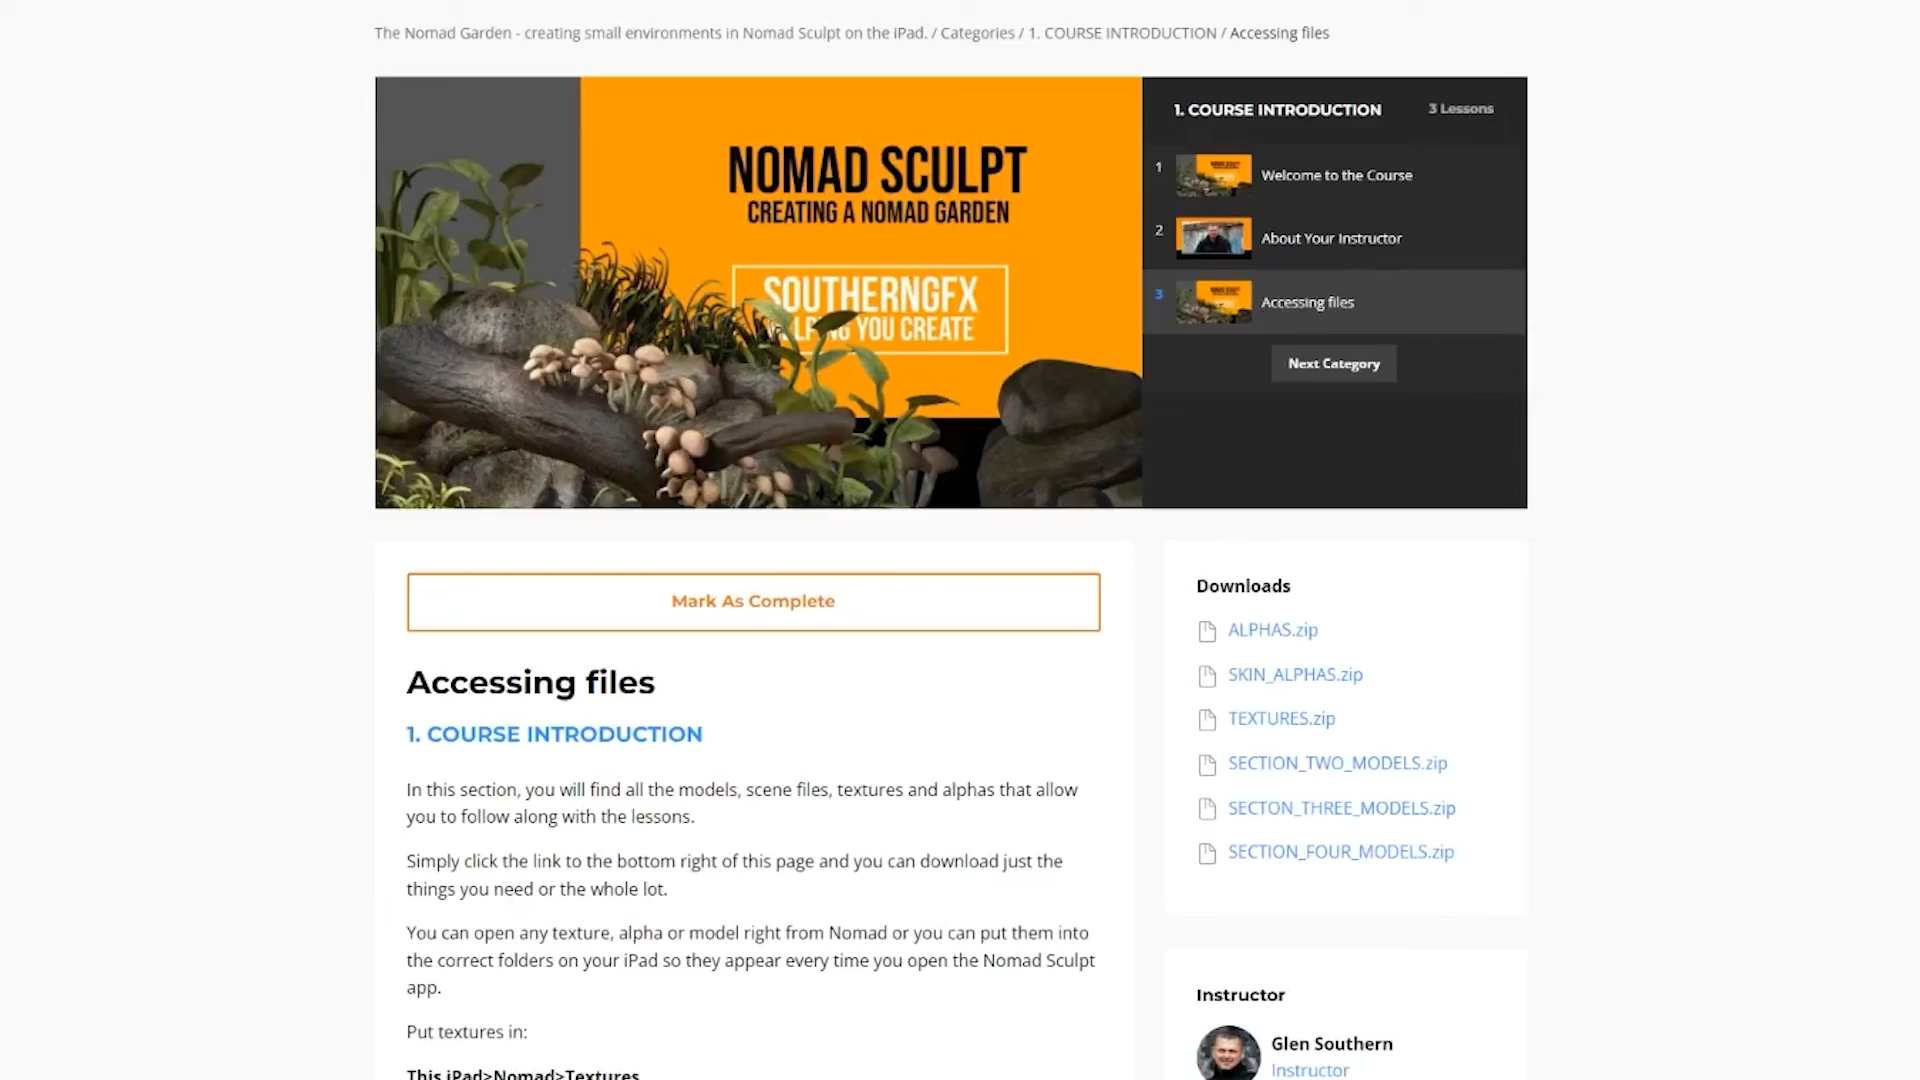 The Nomad Garden - creating small environments in Nomad Sculpt on the iPad. / Categories / 1. COURSE INTRODUCTION / Accessing files
NOMAD SCULPT
CREATING A NOMAD GARDEN
SOUTHERNGFX
HELPING YOU CREATE
1. COURSE INTRODUCTION
3 Lessons
1
Welcome to the Course
2
About Your Instructor
3
Accessing files
Next Category
Mark As Complete
Accessing files
1. COURSE INTRODUCTION
In this section, you will find all the models, scene files, textures and alphas that allow
you to follow along with the lessons.
Simply click the link to the bottom right of this page and you can download just the
things you need or the whole lot.
You can open any texture, alpha or model right from Nomad or you can put them into
the correct folders on your iPad so they appear every time you open the Nomad Sculpt
app.
Put textures in:
This iPad>Nomad>Textures
Downloads
ALPHAS.zip
SKIN_ALPHAS.zip
TEXTURES.zip
SECTION_TWO_MODELS.zip
SECTON_THREE_MODELS.zip
SECTION_FOUR_MODELS.zip
Instructor
Glen Southern
Instructor